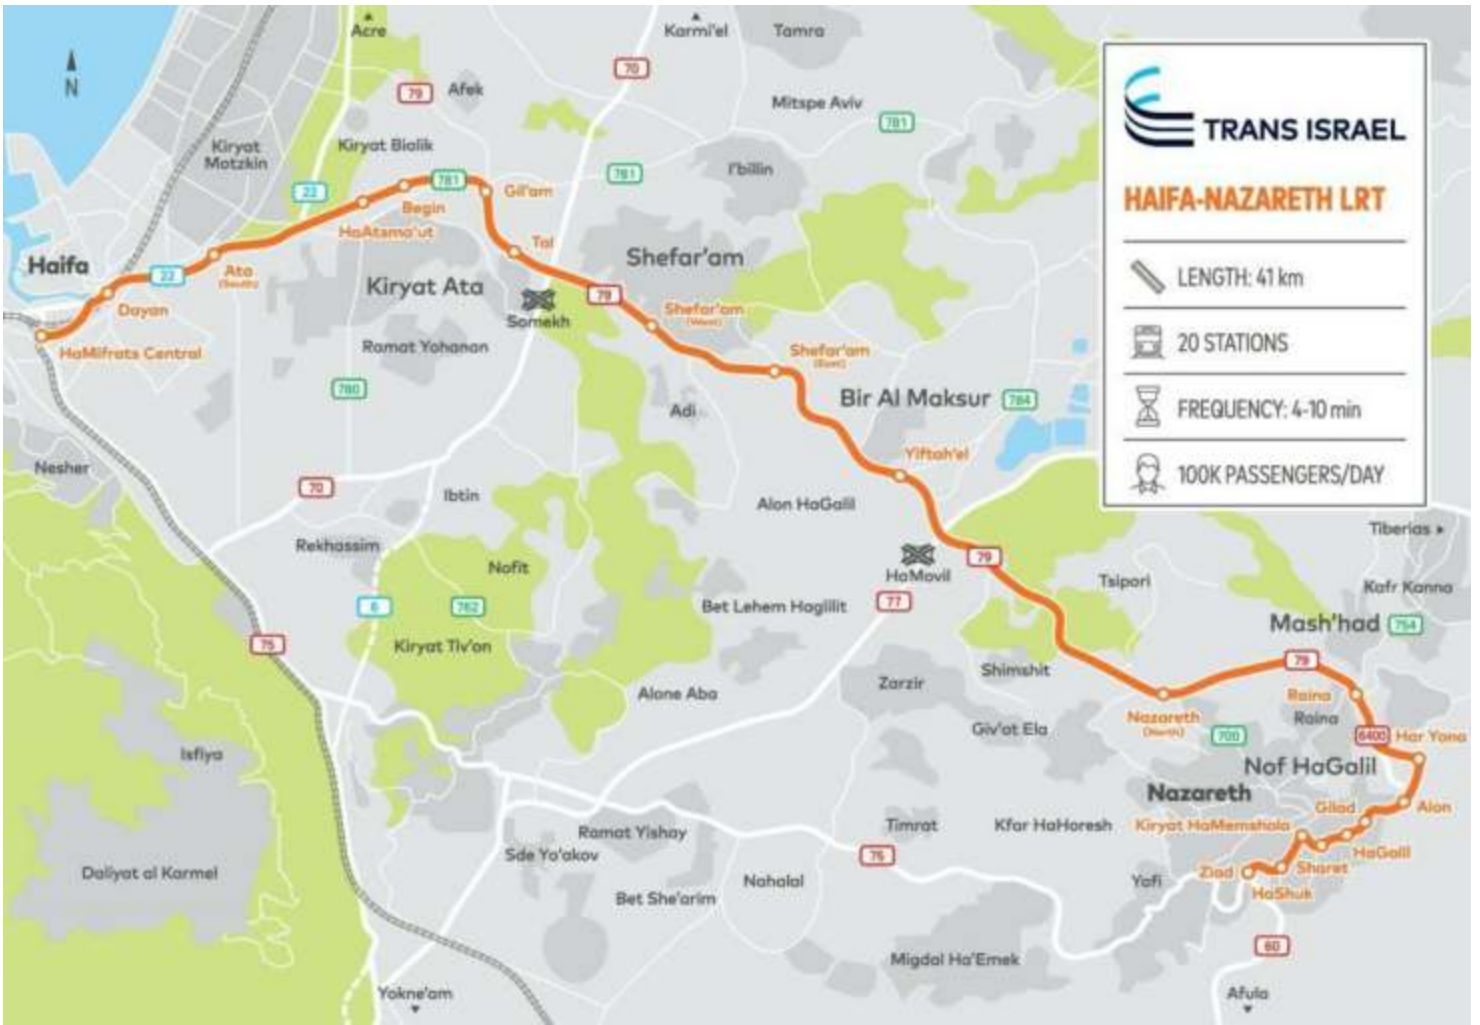 Acre
Karmi'el
Tamra
N
70
79
Afek
Mitspe Aviv
781
Kiryat
Motzkin
Kiryat Bialik
I'billin
22
781
781
Gil'am
Begin
HaAtsma'ut
Tal
Shefar'am
Haifa
22
Ata
(South)
Kiryat Ata
79
Dayan
Somekh
Shefar'am
(West)
HaMifrats Central
Ramat Yohanan
Shefar'am
(East)
780
Adi
Bir Al Maksur
784
Yiftah'el
Nesher
70
Ibtin
Alon HaGalil
Rekhassim
Nofit
HaMovil
79
Tsipori
6
762
Bet Lehem Haglilit
77
Tiberias
Kafr Kanna
Mash'had
754
75
Kiryat Tiv'on
Shimshit
79
Zarzir
Alone Aba
Raina
Raina
Nazareth
(North)
700
6400
Har Yona
Giv'at Ela
Isfiya
Nof HaGalil
Nazareth
Gilad
Alon
Kiryat HaMemshala
Timrat
Kfar HaHoresh
Ramat Yishay
Sde Ya'akov
75
HaGalil
Sharet
Ziad
HaShuk
Daliyat al Karmel
Nahalal
Yafi
Bet She'arim
60
Migdal Ha'Emek
Yokne'am
Afula
TRANS ISRAEL
HAIFA-NAZARETH LRT
LENGTH: 41 km
20 STATIONS
FREQUENCY: 4-10 min
100K PASSENGERS/DAY